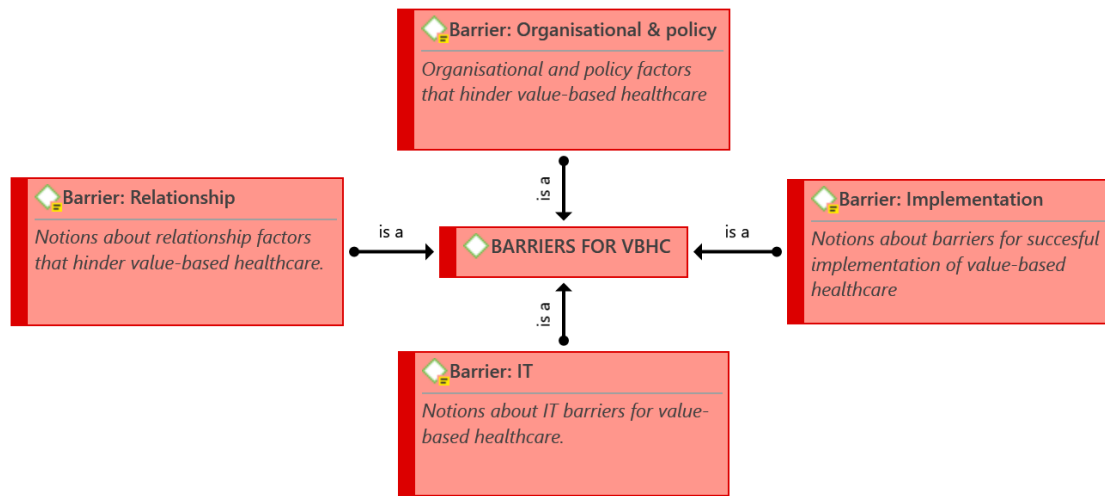 Barrier: Organisational & policy
Organisational and policy factors
that hinder value-based healthcare
is a
Barrier: Relationship
Notions about relationship factors
that hinder value-based healthcare.
is a
BARRIERS FOR VBHC
is a
Barrier: Implementation
Notions about barriers for succesful
implementation of value-based
healthcare
is a
Barrier: IT
Notions about IT barriers for value-
based healthcare.